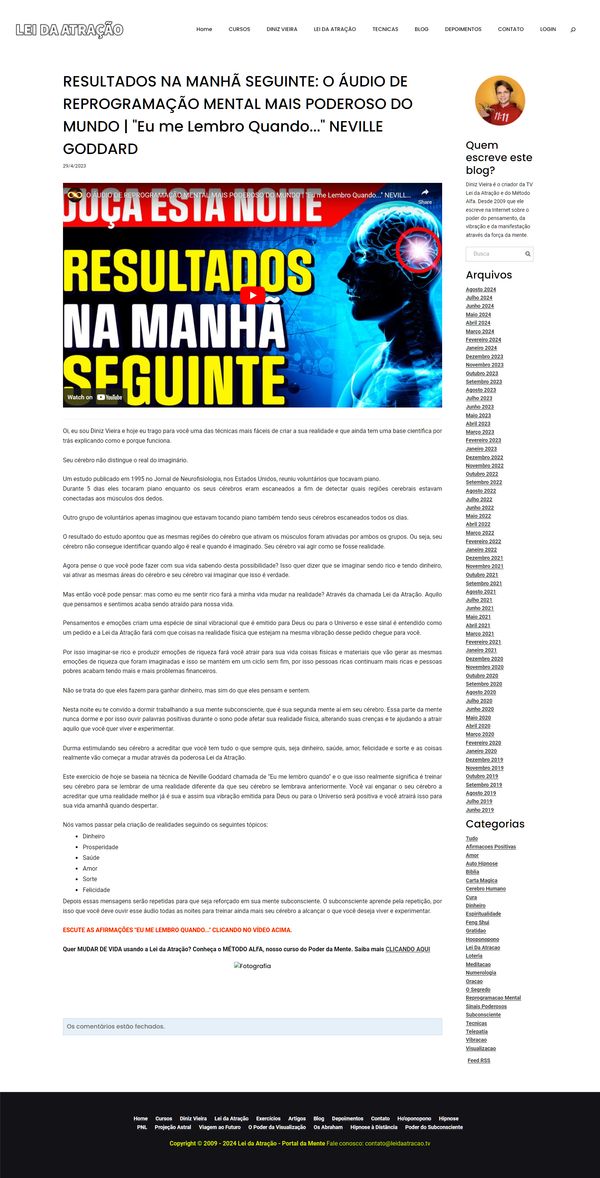 LEI DA ATRAÇÃO
Home CURSOS DINIZ VIEIRA LEI DA ATRAÇÃO TECNICAS BLOG DEPOIMENTOS CONTATO LOGIN
RESULTADOS NA MANHÃ SEGUINTE: O ÁUDIO DE
REPROGRAMAÇÃO MENTAL MAIS PODEROSO DO
MUNDO | "Eu me Lembro Quando..." NEVILLE
GODDARD
29/4/2023
O ÁUDIO DE REPROGRAMAÇÃO MENTAL MAIS PODEROSO DO MUNDO | "Eu me Lembro Quando..." NEVILL...
Share
OUÇA ESTA NOITE
RESULTADOS
NA MANHÃ
SEGUINTE
Watch on YouTube
Oi, eu sou Diniz Vieira e hoje eu trago para você uma das técnicas mais fáceis de criar a sua realidade e que ainda tem uma base científica por
trás explicando como e porque funciona.
Seu cérebro não distingue o real do imaginário.
Um estudo publicado em 1995 no Jornal de Neurofisiologia, nos Estados Unidos, reuniu voluntários que tocavam piano.
Durante 5 dias eles tocaram piano enquanto os seus cérebros eram escaneados a fim de detectar quais regiões cerebrais estavam
conectadas aos músculos dos dedos.
Outro grupo de voluntários apenas imaginou que estavam tocando piano também tendo seus cérebros escaneados todos os dias.
O resultado do estudo apontou que as mesmas regiões do cérebro que ativam os músculos foram ativadas por ambos os grupos. Ou seja, seu
cérebro não consegue identificar quando algo é real e quando é imaginado. Seu cérebro vai agir como se fosse realidade.
Agora pense o que você pode fazer com sua vida sabendo desta possibilidade? Isso quer dizer que se imaginar sendo rico e tendo dinheiro,
vai ativar as mesmas áreas do cérebro e seu cérebro vai imaginar que isso é verdade.
Mas então você pode pensar: mas como eu me sentir rico fará a minha vida mudar na realidade? Através da chamada Lei da Atração. Aquilo
que pensamos e sentimos acaba sendo atraído para nossa vida.
Pensamentos e emoções criam uma espécie de sinal vibracional que é emitido para Deus ou para o Universo e esse sinal é entendido como
um pedido e a Lei da Atração fará com que coisas na realidade física que estejam na mesma vibração desse pedido chegue para você.
Por isso imaginar-se rico e produzir emoções de riqueza fará você atrair para sua vida coisas físicas e materiais que vão gerar as mesmas
emoções de riqueza que foram imaginadas e isso se mantém em um ciclo sem fim, por isso pessoas ricas continuam mais ricas e pessoas
pobres acabam tendo mais e mais problemas financeiros.
Não se trata do que eles fazem para ganhar dinheiro, mas sim do que eles pensam e sentem.
Nesta noite eu te convido a dormir trabalhando a sua mente subconsciente, que é sua segunda mente aí em seu cérebro. Essa parte da mente
nunca dorme e por isso ouvir palavras positivas durante o sono pode afetar sua realidade física, alterando suas crenças e te ajudando a atrair
aquilo que você quer viver e experimentar.
Durma estimulando seu cérebro a acreditar que você tem tudo o que sempre quis, seja dinheiro, saúde, amor, felicidade e sorte e as coisas
realmente vão começar a mudar através da poderosa Lei da Atração.
Este exercício de hoje se baseia na técnica de Neville Goddard chamada de "Eu me lembro quando" e o que isso realmente significa é treinar
seu cérebro para se lembrar de uma realidade diferente da que seu cérebro se lembrava anteriormente. Você vai enganar o seu cérebro a
acreditar que uma realidade melhor já é sua e assim sua vibração emitida para Deus ou para o Universo será positiva e você atrairá isso para
sua vida amanhã quando despertar.
Nós vamos passar pela criação de realidades seguindo os seguintes tópicos:
Dinheiro
Prosperidade
Saúde
Amor
Sorte
Felicidade
Depois essas mensagens serão repetidas para que seja reforçado em sua mente subconsciente. O subconsciente aprende pela repetição, por
isso que você deve ouvir esse áudio todas as noites para treinar ainda mais seu cérebro a alcançar o que você deseja viver e experimentar.
ESCUTE AS AFIRMAÇÕES "EU ME LEMBRO QUANDO..." CLICANDO NO VÍDEO ACIMA.
Quer MUDAR DE VIDA usando a Lei da Atração? Conheça o MÉTODO ALFA, nosso curso do Poder da Mente. Saiba mais CLICANDO AQUI
Fotografia
Os comentários estão fechados.
11:11
Quem
escreve este
blog?
Diniz Vieira é o criador da TV
Lei da Atração e do Método
Alfa. Desde 2009 que ele
escreve na Internet sobre o
poder do pensamento, da
vibração e da manifestação
através da força da mente.
Busca
Arquivos
Agosto 2024
Julho 2024
Junho 2024
Maio 2024
Abril 2024
Março 2024
Fevereiro 2024
Janeiro 2024
Dezembro 2023
Novembro 2023
Outubro 2023
Setembro 2023
Agosto 2023
Julho 2023
Junho 2023
Maio 2023
Abril 2023
Março 2023
Fevereiro 2023
Janeiro 2023
Dezembro 2022
Novembro 2022
Outubro 2022
Setembro 2022
Agosto 2022
Julho 2022
Junho 2022
Maio 2022
Abril 2022
Março 2022
Fevereiro 2022
Janeiro 2022
Dezembro 2021
Novembro 2021
Outubro 2021
Setembro 2021
Agosto 2021
Julho 2021
Junho 2021
Maio 2021
Abril 2021
Março 2021
Fevereiro 2021
Janeiro 2021
Dezembro 2020
Novembro 2020
Outubro 2020
Setembro 2020
Agosto 2020
Julho 2020
Junho 2020
Maio 2020
Abril 2020
Março 2020
Fevereiro 2020
Janeiro 2020
Dezembro 2019
Novembro 2019
Outubro 2019
Setembro 2019
Agosto 2019
Julho 2019
Junho 2019
Categorias
Tudo
Afirmacoes Positivas
Amor
Auto Hipnose
Biblia
Carta Magica
Cerebro Humano
Cura
Dinheiro
Espiritualidade
Feng Shui
Gratidao
Hooponopono
Lei Da Atracao
Loteria
Meditacao
Numerologia
Oracao
O Segredo
Reprogramacao Mental
Sinais Poderosos
Subconsciente
Tecnicas
Telepatia
Vibracao
Visualizacao
Feed RSS
Home Cursos Diniz Vieira Lei da Atração Exercícios Artigos Blog Depoimentos Contato Ho'oponopono Hipnose
PNL Projeção Astral Viagem ao Futuro O Poder da Visualização Os Abraham Hipnose à Distância Poder do Subconsciente
Copyright © 2009 - 2024 Lei da Atração - Portal da Mente Fale conosco: contato@leidaatracao.tv